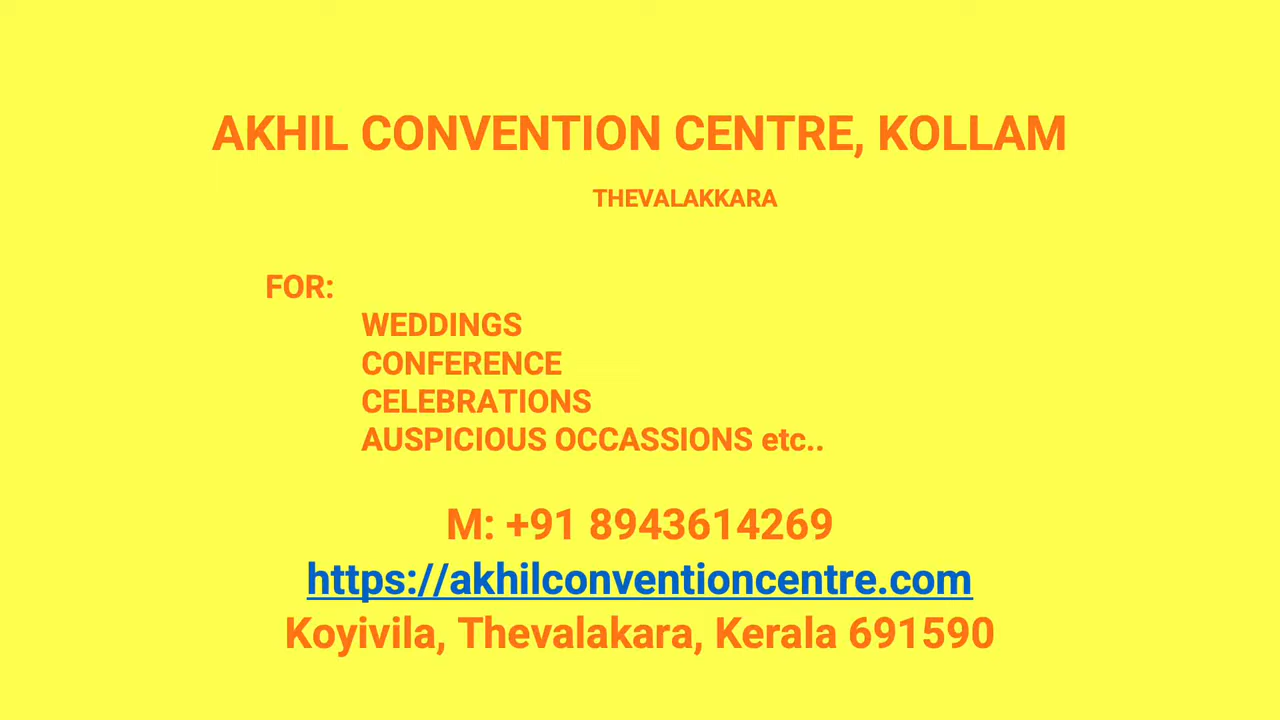 AKHIL CONVENTION CENTRE, KOLLAM
THEVALAKKARA
FOR:
WEDDINGS
CONFERENCE
CELEBRATIONS
AUSPICIOUS OCCASSIONS etc..
M: +91 8943614269
https://akhilconventioncentre.com
Koyivila, Thevalakara, Kerala 691590